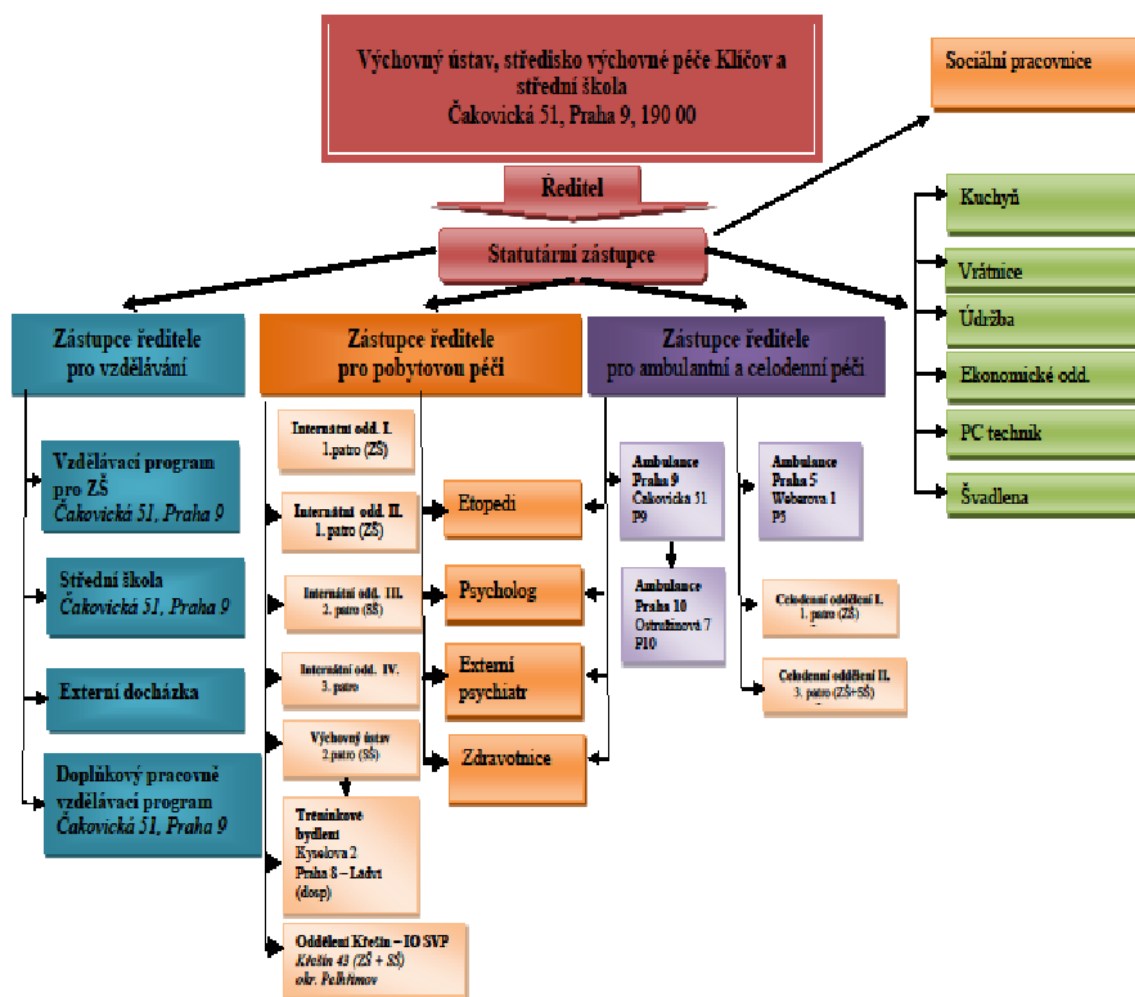 Výchovný ústav, středisko výchovné péče Klíčov a
střední škola
Čakovická 51, Praha 9, 190 00
Sociální pracovnice
Ředitel
Statutární zástupce
Kuchyň
Vrátnice
Údržba
Ekonomické odd.
PC technik
Švadlena
Zástupce ředitele
pro vzdělávání
Zástupce ředitele
pro pobytovou péči
Zástupce ředitele
pro ambulantní a celodenní péči
Vzdělávací program
pro ZŠ
Čakovická 51, Praha 9
Střední škola
Čakovická 51, Praha 9
Externí docházka
Doplňkový pracovně
vzdělávací program
Čakovická 51, Praha 9
Internátní odd. I.
1.patro (ZŠ)
Internátní odd. II.
1. patro (ZŠ)
Internátní odd. III.
2. patro (SŠ)
Internátní odd. IV.
3. patro
Výchovný ústav
2.patro (SŠ)
Tréninkové
bydlení
Kyselova 2
Praha 8 – Ladví
(dosp)
Oddělení Křešín – IO SVP
Křešín 43 (ZŠ + SŠ)
okr. Pelhřimov
Etopedi
Psycholog
Externí
psychiatr
Zdravotnice
Ambulance
Praha 9
Čakovická 51
P9
Ambulance
Praha 10
Ostružinová 7
P10
Ambulance
Praha 5
Weberova 1
P5
Celodenní oddělení I.
1. patro (ZŠ)
Celodenní oddělení II.
3. patro (ZŠ+SŠ)